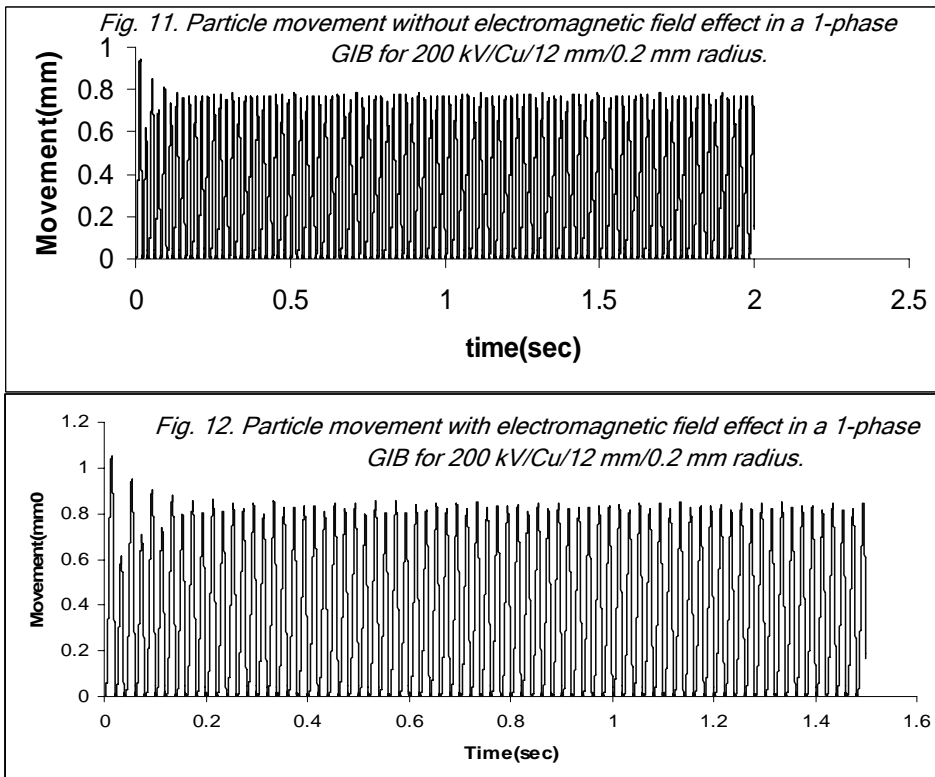 Fig. 11. Particle movement without electromagnetic field effect in a 1-phase
GIB for 200 kV/Cu/12 mm/0.2 mm radius.
Movement(mm)
1
0.8
0.6
0.4
0.2
0
0 0.5 1 1.5 2 2.5
time(sec)
Fig. 12. Particle movement with electromagnetic field effect in a 1-phase
GIB for 200 kV/Cu/12 mm/0.2 mm radius.
Movement(mm0
1.2
1
0.8
0.6
0.4
0.2
0
0 0.2 0.4 0.6 0.8 1 1.2 1.4 1.6
Time(sec)